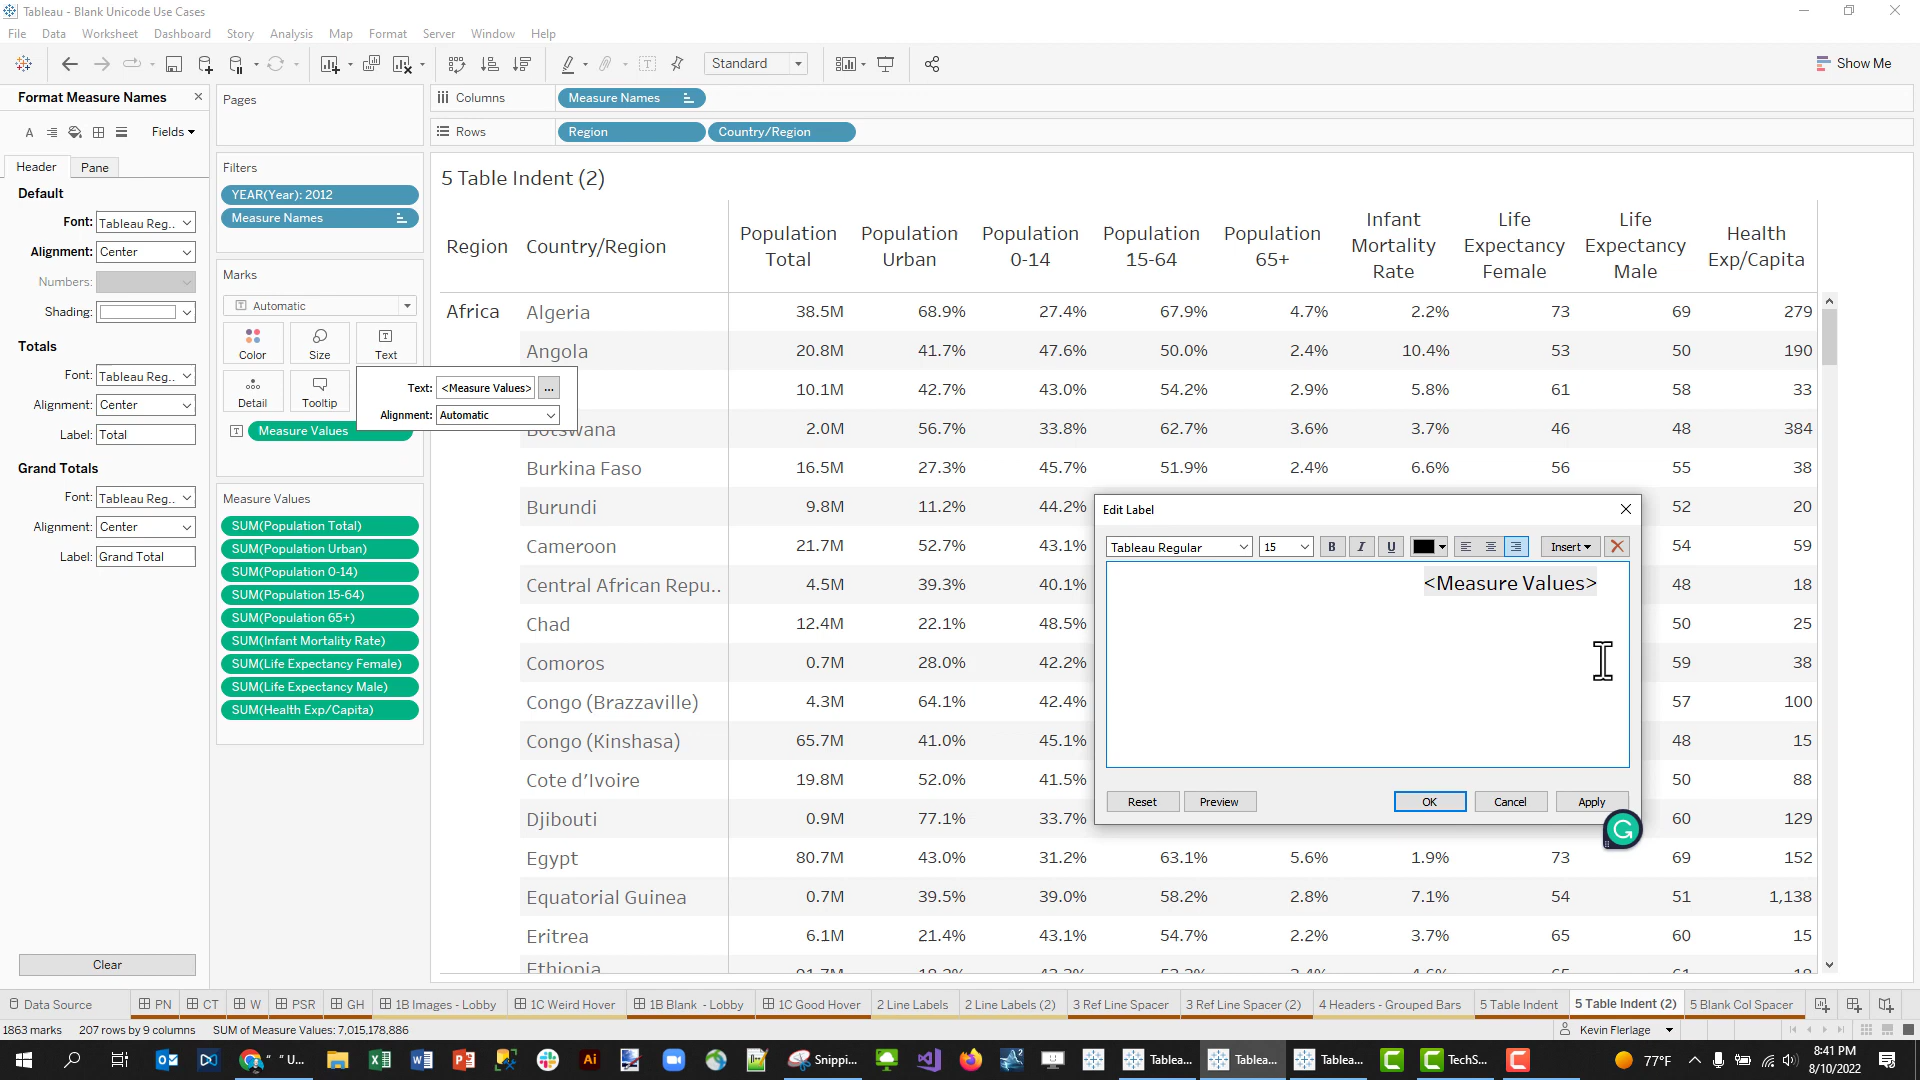 Tableau - Blank Unicode Use Cases
File Data Worksheet Dashboard Story Analysis Map Format Server Window Help
Standard
Show Me
Format Measure Names
Fields
Header Pane
Default
Font: Tableau Reg..
Alignment: Center
Numbers:
Shading:
Totals
Font: Tableau Reg..
Alignment: Center
Label: Total
Grand Totals
Font: Tableau Reg..
Alignment: Center
Label: Grand Total
Clear
Pages
Filters
YEAR(Year): 2012
Measure Names
Marks
Automatic
Color Size Text
Detail Tooltip
Text: <Measure Values> ...
Alignment: Automatic
Measure Values
Measure Values
SUM(Population Total)
SUM(Population Urban)
SUM(Population 0-14)
SUM(Population 15-64)
SUM(Population 65+)
SUM(Infant Mortality Rate)
SUM(Life Expectancy Female)
SUM(Life Expectancy Male)
SUM(Health Exp/Capita)
Columns Measure Names
Rows Region Country/Region
5 Table Indent (2)
Region Country/Region Population Total Population Urban Population 0-14 Population 15-64 Population 65+ Infant Mortality Rate Life Expectancy Female Life Expectancy Male Health Exp/Capita
Africa Algeria 38.5M 68.9% 27.4% 67.9% 4.7% 2.2% 73 69 279
Angola 20.8M 41.7% 47.6% 50.0% 2.4% 10.4% 53 50 190
10.1M 42.7% 43.0% 54.2% 2.9% 5.8% 61 58 33
Botswana 2.0M 56.7% 33.8% 62.7% 3.6% 3.7% 46 48 384
Burkina Faso 16.5M 27.3% 45.7% 51.9% 2.4% 6.6% 56 55 38
Burundi 9.8M 11.2% 44.2% 52 20
Cameroon 21.7M 52.7% 43.1% 54 59
Central African Repu.. 4.5M 39.3% 40.1% 48 18
Chad 12.4M 22.1% 48.5% 50 25
Comoros 0.7M 28.0% 42.2% 59 38
Congo (Brazzaville) 4.3M 64.1% 42.4% 57 100
Congo (Kinshasa) 65.7M 41.0% 45.1% 48 15
Cote d’Ivoire 19.8M 52.0% 41.5% 50 88
Djibouti 0.9M 77.1% 33.7% 60 129
Egypt 80.7M 43.0% 31.2% 63.1% 5.6% 1.9% 73 69 152
Equatorial Guinea 0.7M 39.5% 39.0% 58.2% 2.8% 7.1% 54 51 1,138
Eritrea 6.1M 21.4% 43.1% 54.7% 2.2% 3.7% 65 60 15
Ethiopia
Edit Label
Tableau Regular 15 B I U Insert
<Measure Values>
Reset Preview OK Cancel Apply
Data Source PN CT W PSR GH 1B Images - Lobby 1C Weird Hover 1B Blank - Lobby 1C Good Hover 2 Line Labels 2 Line Labels (2) 3 Ref Line Spacer 3 Ref Line Spacer (2) 4 Headers - Grouped Bars 5 Table Indent 5 Table Indent (2) 5 Blank Col Spacer
1863 marks 207 rows by 9 columns SUM of Measure Values: 7,015,178,886 Kevin Flerlage
" " U... Snippi... Tablea... Tablea... Tablea... TechS... 77°F 8:41 PM
8/10/2022